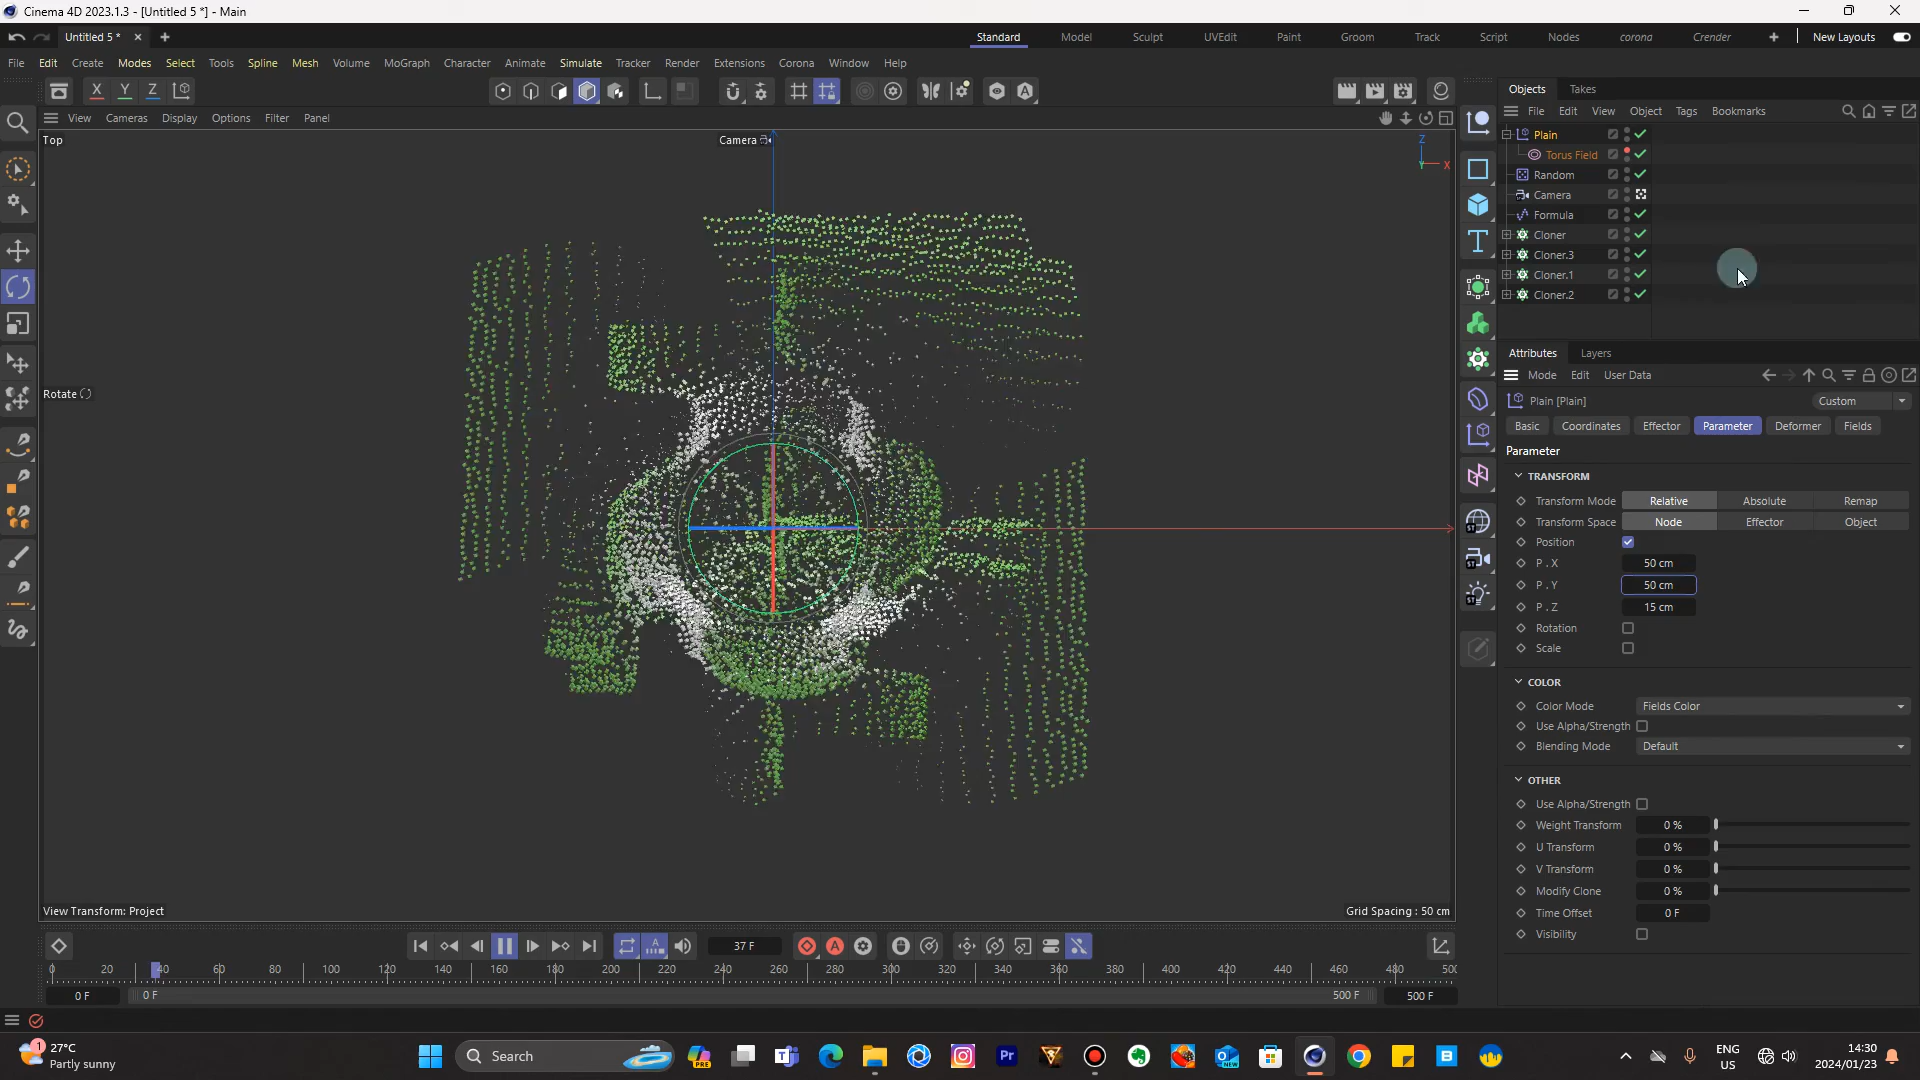 Cinema 4D 2023.1.3 - [Untitled 5 *] - Main
Untitled 5 *
Standard Model Sculpt UVEdit Paint Groom Track Script Nodes corona Crender New Layouts
File Edit Create Modes Select Tools Spline Mesh Volume MoGraph Character Animate Simulate Tracker Render Extensions Corona Window Help
X Y Z
Objects Takes
File Edit View Object Tags Bookmarks
View Cameras Display Options Filter Panel
Top
Camera
Z
Y X
Plain
Torus Field
Random
Camera
Formula
Cloner
Cloner.3
Cloner.1
Cloner.2
Rotate
Attributes Layers
Mode Edit User Data
Plain [Plain]
Custom
Basic Coordinates Effector Parameter Deformer Fields
Parameter
TRANSFORM
Transform Mode Relative Absolute Remap
Transform Space Node Effector Object
Position
P . X 50 cm
P . Y 50 cm
P . Z 15 cm
Rotation
Scale
COLOR
Color Mode Fields Color
Use Alpha/Strength
Blending Mode Default
OTHER
Use Alpha/Strength
Weight Transform 0 %
U Transform 0 %
V Transform 0 %
Modify Clone 0 %
Time Offset 0 F
Visibility
View Transform: Project
Grid Spacing : 50 cm
37 F
0 20 40 60 80 100 120 140 160 180 200 220 240 260 280 300 320 340 360 380 400 420 440 460 480 50
0 F 0 F 500 F 500 F
27°C
Partly sunny
Search
ENG
US
14:30
2024/01/23